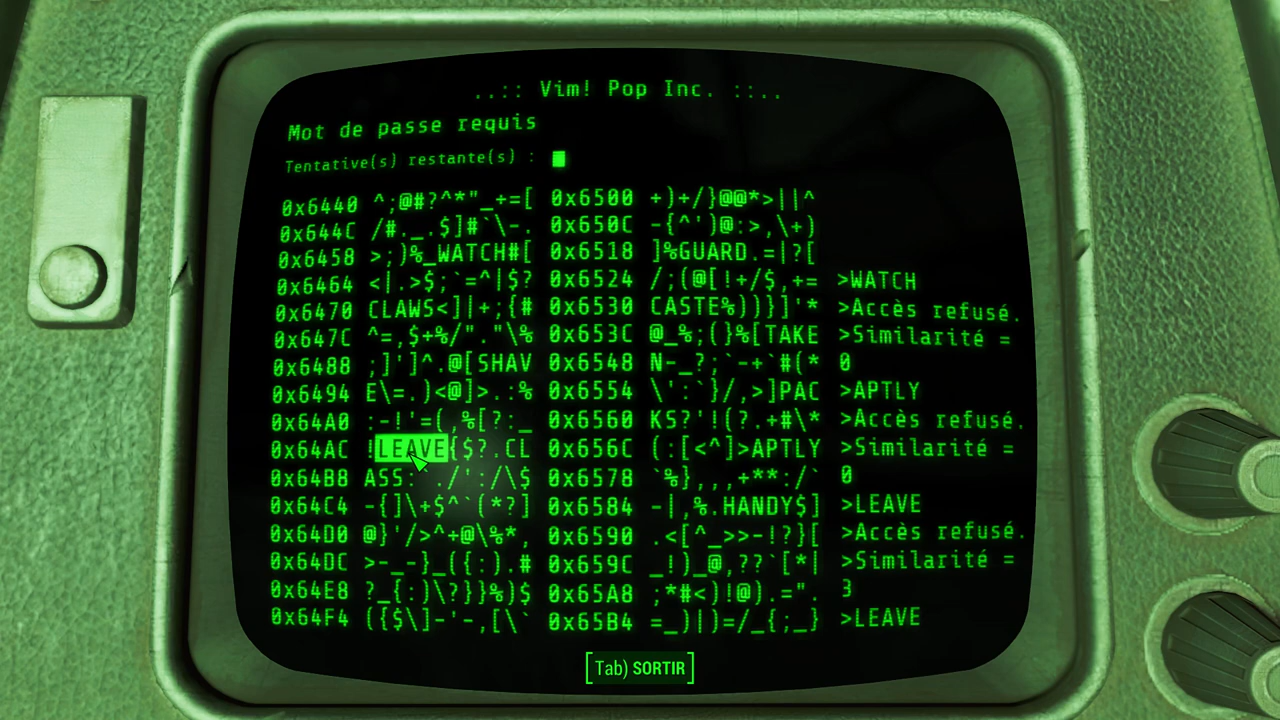 ..:: Vim! Pop Inc. ::..
Mot de passe requis
Tentative(s) restante(s) : ■
0x6440 ^;@#?^*"_+=[ 0x6500 +)+/}@@*>||^
0x644C /#._.$]#`\-. 0x650C -{^')@:>,\+)
0x6458 >;)%_WATCH#[ 0x6518 ]%GUARD.=|?[
0x6464 <|.>$;`=^|$? 0x6524 /;(@[!+/$,+= >WATCH
0x6470 CLAWS<]|+;{# 0x6530 CASTE%))}]'* >Accès refusé.
0x647C ^=,$+%/"."\% 0x653C @_%;(}%[TAKE >Similarité =
0x6488 ;]']^.@[SHAV 0x6548 N-_?;`-+`#(* 0
0x6494 E\=.)<@]>.:% 0x6554 \':`}/,>]PAC >APTLY
0x64A0 :-!'=(,%[?:_ 0x6560 KS?'!(?.+#\* >Accès refusé.
0x64AC !LEAVE{$?.CL 0x656C (:[<^]>APTLY >Similarité =
0x64B8 ASS:`./':/\$ 0x6578 `%},,,+**:/` 0
0x64C4 -{]\+$^`(*?] 0x6584 -|,%.HANDY$] >LEAVE
0x64D0 @}'/>^+@\%*, 0x6590 .<[^_>>-!?}[ >Accès refusé.
0x64DC >-_-}_({:).# 0x659C _!)_@,??`[*| >Similarité =
0x64E8 ?_{:)\?}}%)$ 0x65A8 ;*#<)!@).=". 3
0x64F4 ({$\]-'-,[\` 0x65B4 =_)|)=/_{;_} >LEAVE
Tab) SORTIR